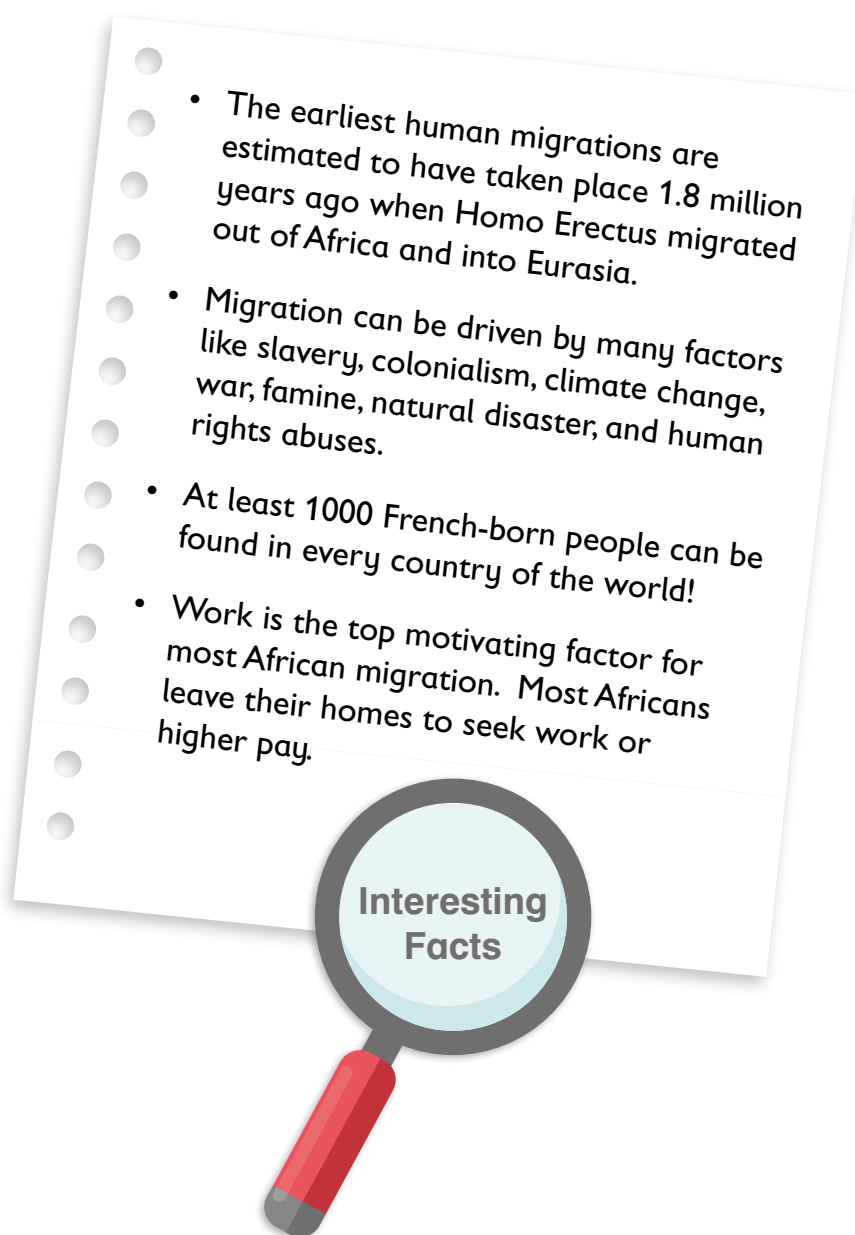 • The earliest human migrations are
estimated to have taken place 1.8 million
years ago when Homo Erectus migrated
out of Africa and into Eurasia.
• Migration can be driven by many factors
like slavery, colonialism, climate change,
war, famine, natural disaster, and human
rights abuses.
• At least 1000 French-born people can be
found in every country of the world!
• Work is the top motivating factor for
most African migration.  Most Africans
leave their homes to seek work or
higher pay.
Interesting
Facts